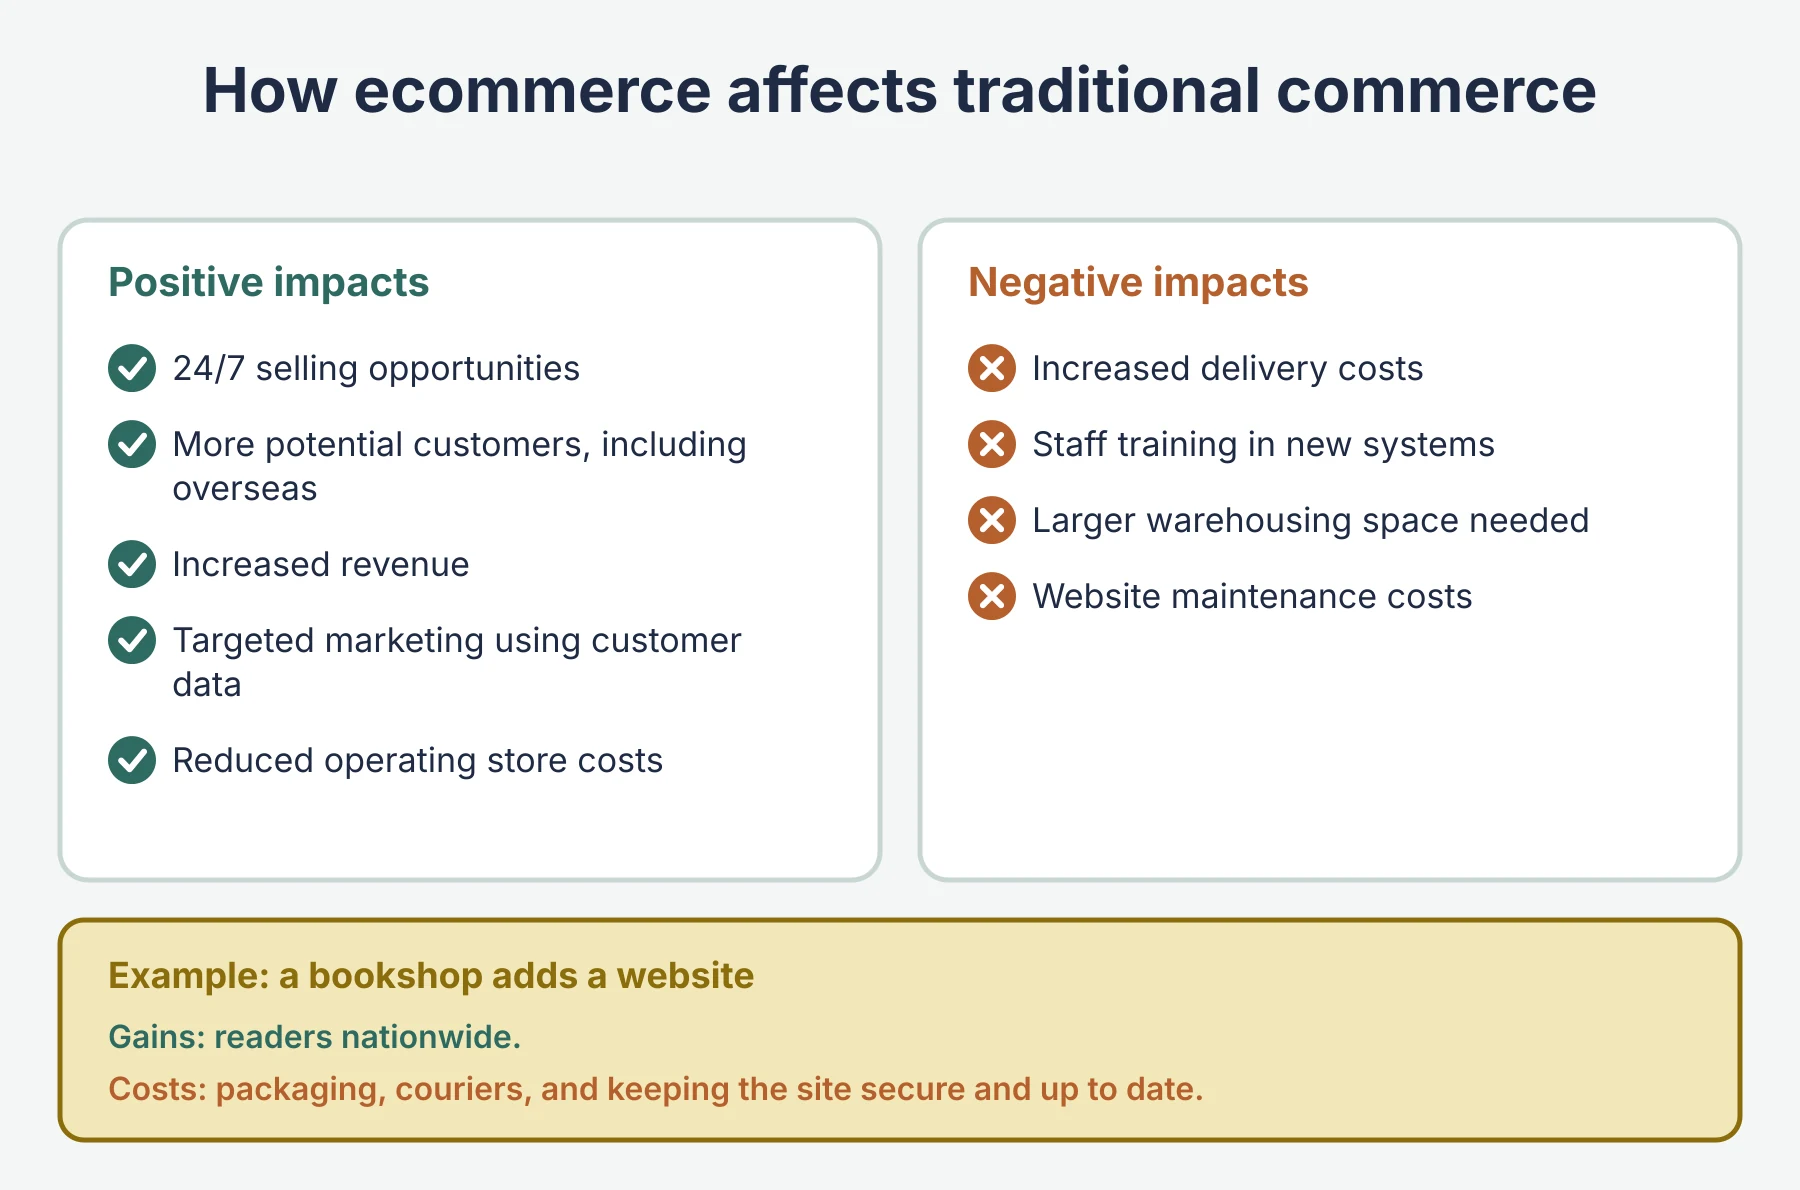 How ecommerce affects traditional commerce
Positive impacts
24/7 selling opportunities
More potential customers, including
overseas
Increased revenue
Targeted marketing using customer
data
Reduced operating store costs
Negative impacts
Increased delivery costs
Staff training in new systems
Larger warehousing space needed
Website maintenance costs
Example: a bookshop adds a website
Gains: readers nationwide.
Costs: packaging, couriers, and keeping the site secure and up to date.